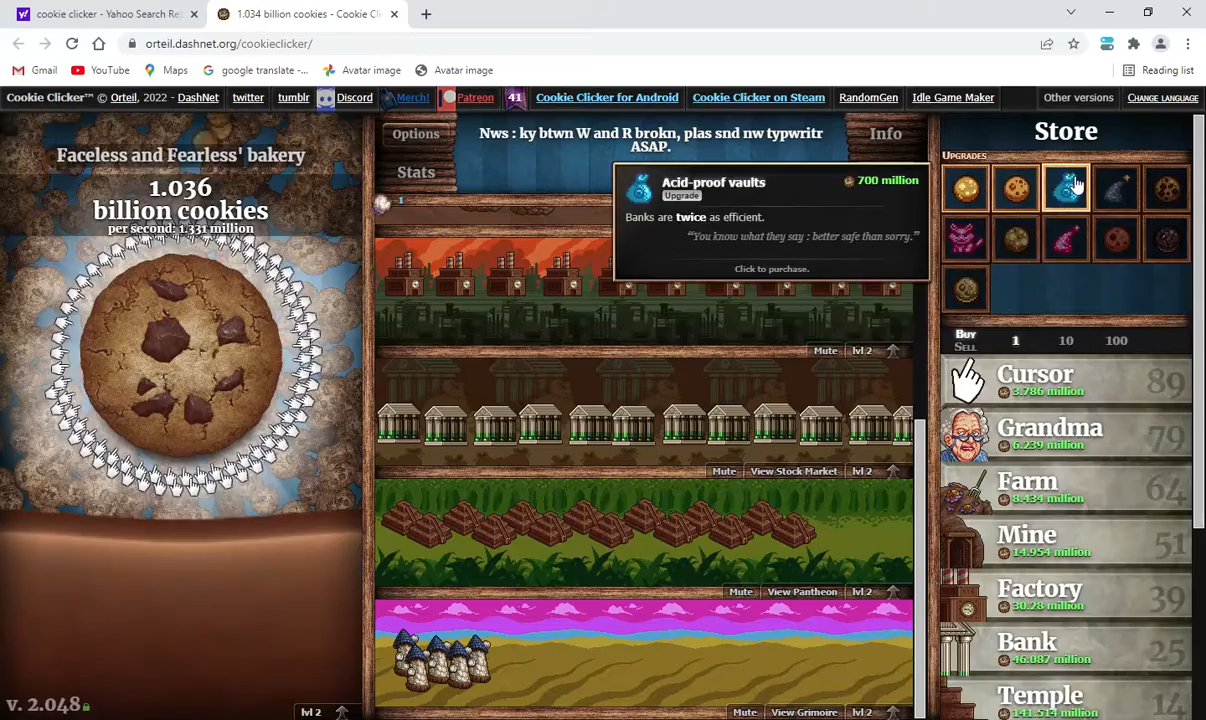 cookie clicker - Yahoo Search Re
1.034 billion cookies - Cookie Cli
orteil.dashnet.org/cookieclicker/
Gmail
YouTube
Maps
google translate -...
Avatar image
Avatar image
Reading list
Cookie Clicker™ © Orteil, 2022 - DashNet
twitter
tumblr
Discord
Merch!
Patreon
41
Cookie Clicker for Android
Cookie Clicker on Steam
RandomGen
Idle Game Maker
Other versions
CHANGE LANGUAGE
Faceless and Fearless' bakery
1.036
billion cookies
per second: 1.331 million
Options
Stats
Nws : ky btwn W and R brokn, plas snd nw typwritr
ASAP.
Info
1
Acid-proof vaults
700 million
Upgrade
Banks are twice as efficient.
“You know what they say : better safe than sorry.”
Click to purchase.
Mute
lvl 2
Mute
View Stock Market
lvl 2
Mute
View Pantheon
lvl 2
Mute
View Grimoire
lvl 2
Store
UPGRADES
BUY
SELL
1
10
100
Cursor
3.786 million
89
Grandma
6.239 million
79
Farm
8.434 million
64
Mine
14.954 million
51
Factory
30.28 million
39
Bank
46.087 million
25
Temple
141.514 million
14
v. 2.048
lvl 2